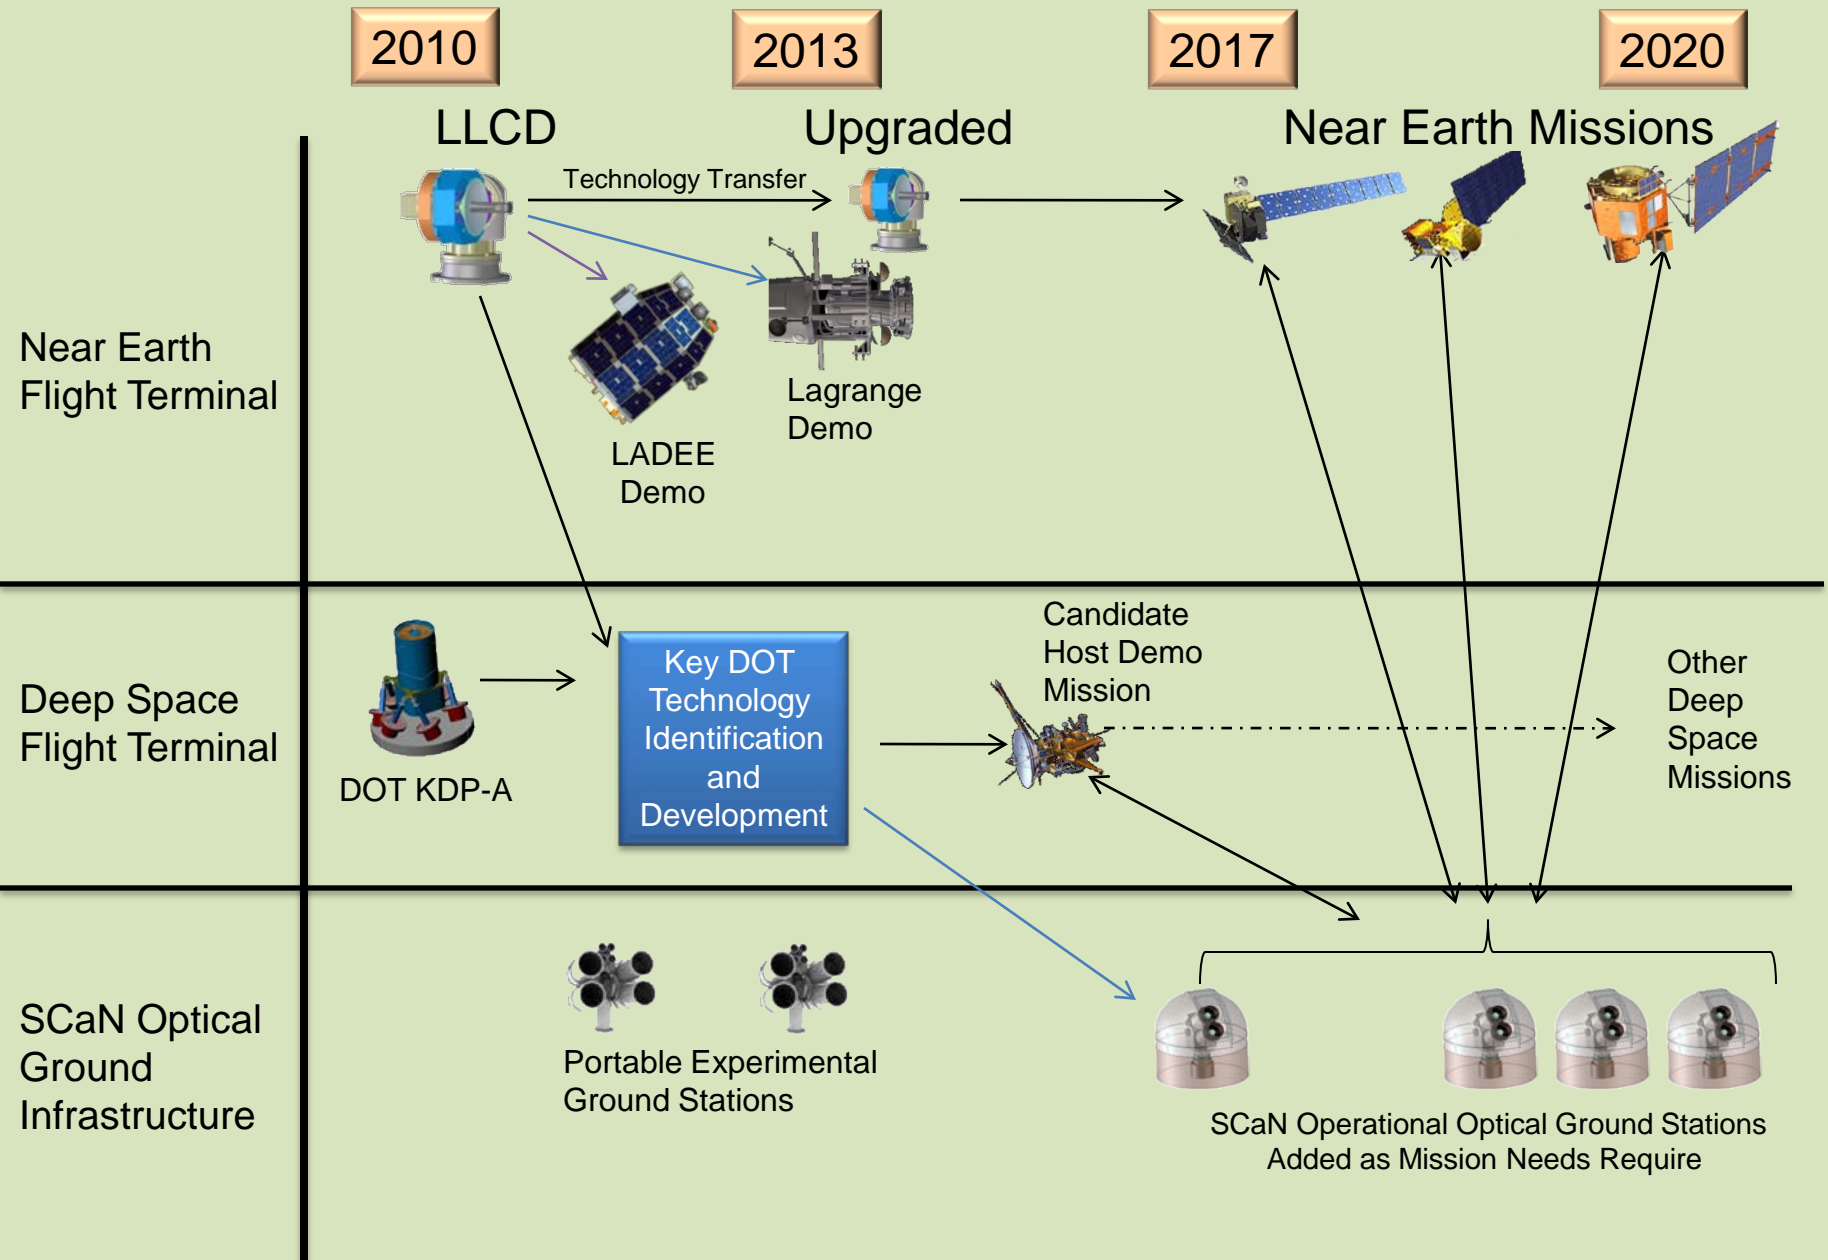 2010
2013
2017
2020
LLCD
Upgraded
Near Earth Missions
Technology Transfer
Near Earth
Flight Terminal
Lagrange
Demo
LADEE
Demo
Candidate
Host Demo
Mission
Key DOT
Technology
Identification
and
Development
Other
Deep
Space
Missions
Deep Space
Flight Terminal
DOT KDP-A
SCaN Optical
Ground
Infrastructure
Portable Experimental
Ground Stations
SCaN Operational Optical Ground Stations
Added as Mission Needs Require